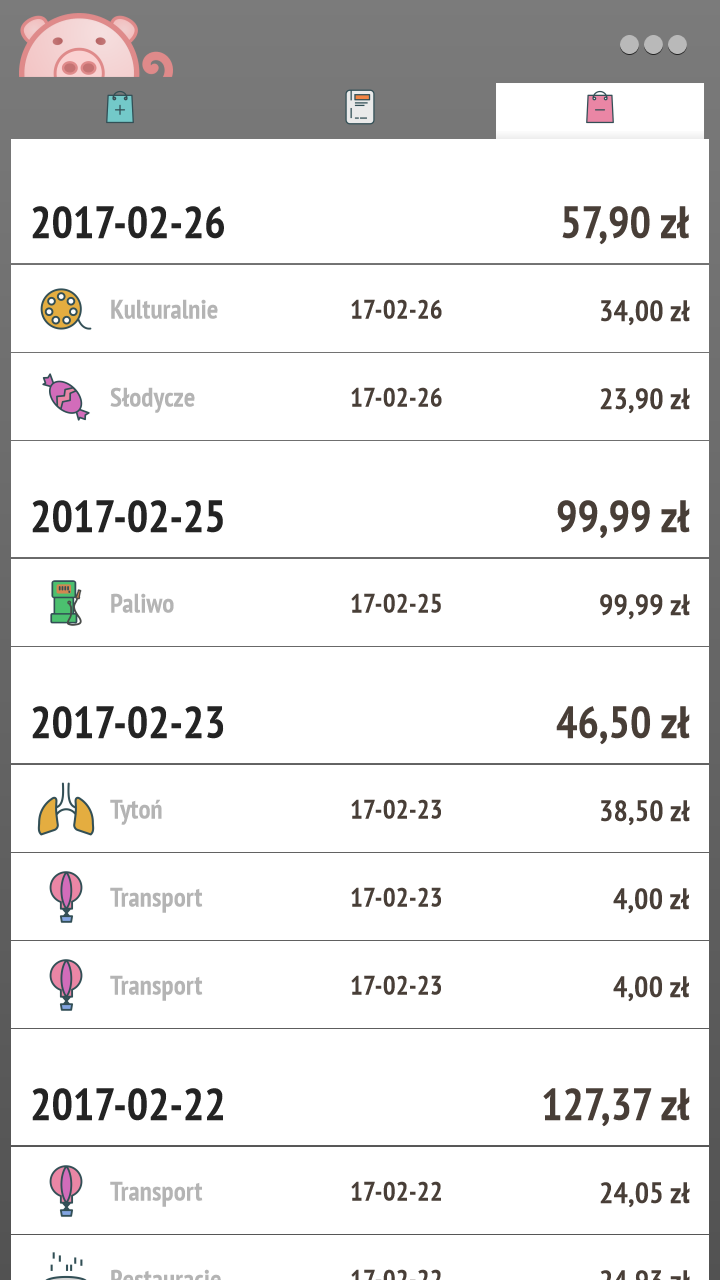 2017-02-26 57,90 zł
Kulturalnie 17-02-26 34,00 zł
Słodycze 17-02-26 23,90 zł
2017-02-25 99,99 zł
Paliwo 17-02-25 99,99 zł
2017-02-23 46,50 zł
Tytoń 17-02-23 38,50 zł
Transport 17-02-23 4,00 zł
Transport 17-02-23 4,00 zł
2017-02-22 127,37 zł
Transport 17-02-22 24,05 zł
Restauracje 17-02-22 24,93 zł